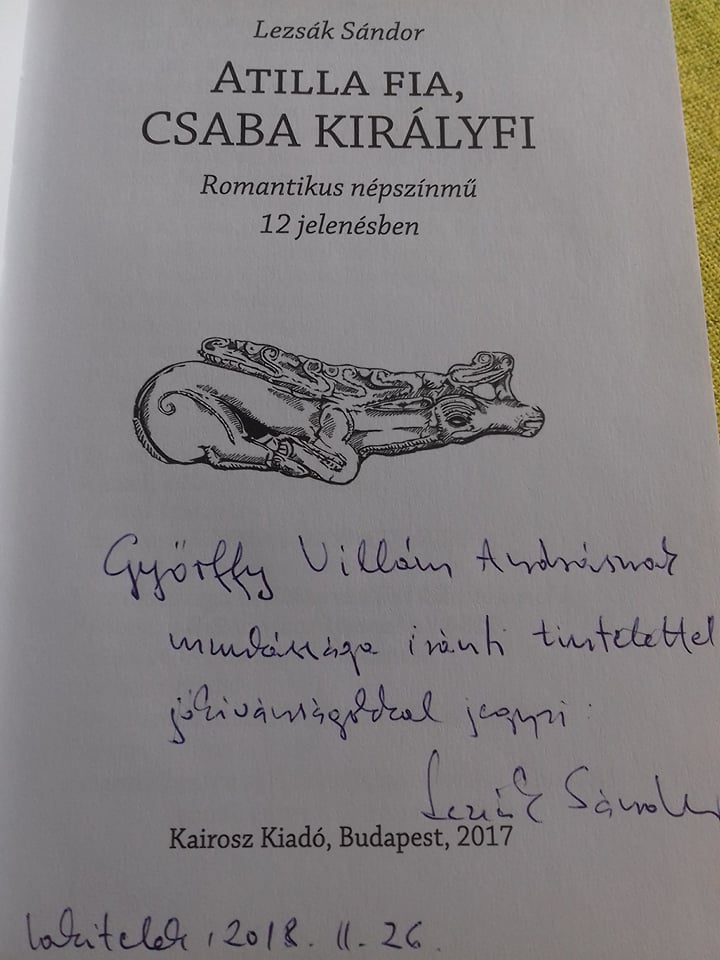 Lezsák Sándor
ATILLA FIA,
CSABA KIRÁLYFI
Romantikus népszínmű
12 jelenésben
Györffy Villám Andrásnak
munkássága iránti tisztelettel
jókívánságokkal jegyzi:
Lezsák Sándor
Kairosz Kiadó, Budapest, 2017
Lakitelek, 2018. 11. 26.